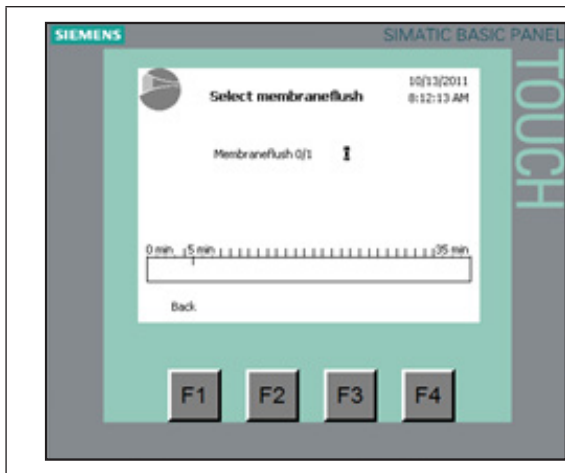 SIEMENS
SIMATIC BASIC PANEL
TOUCH
Select membraneflush
10/13/2011
8:12:13 AM
Membraneflush 0/1
0 min
5 min
35 min
Back
F1
F2
F3
F4